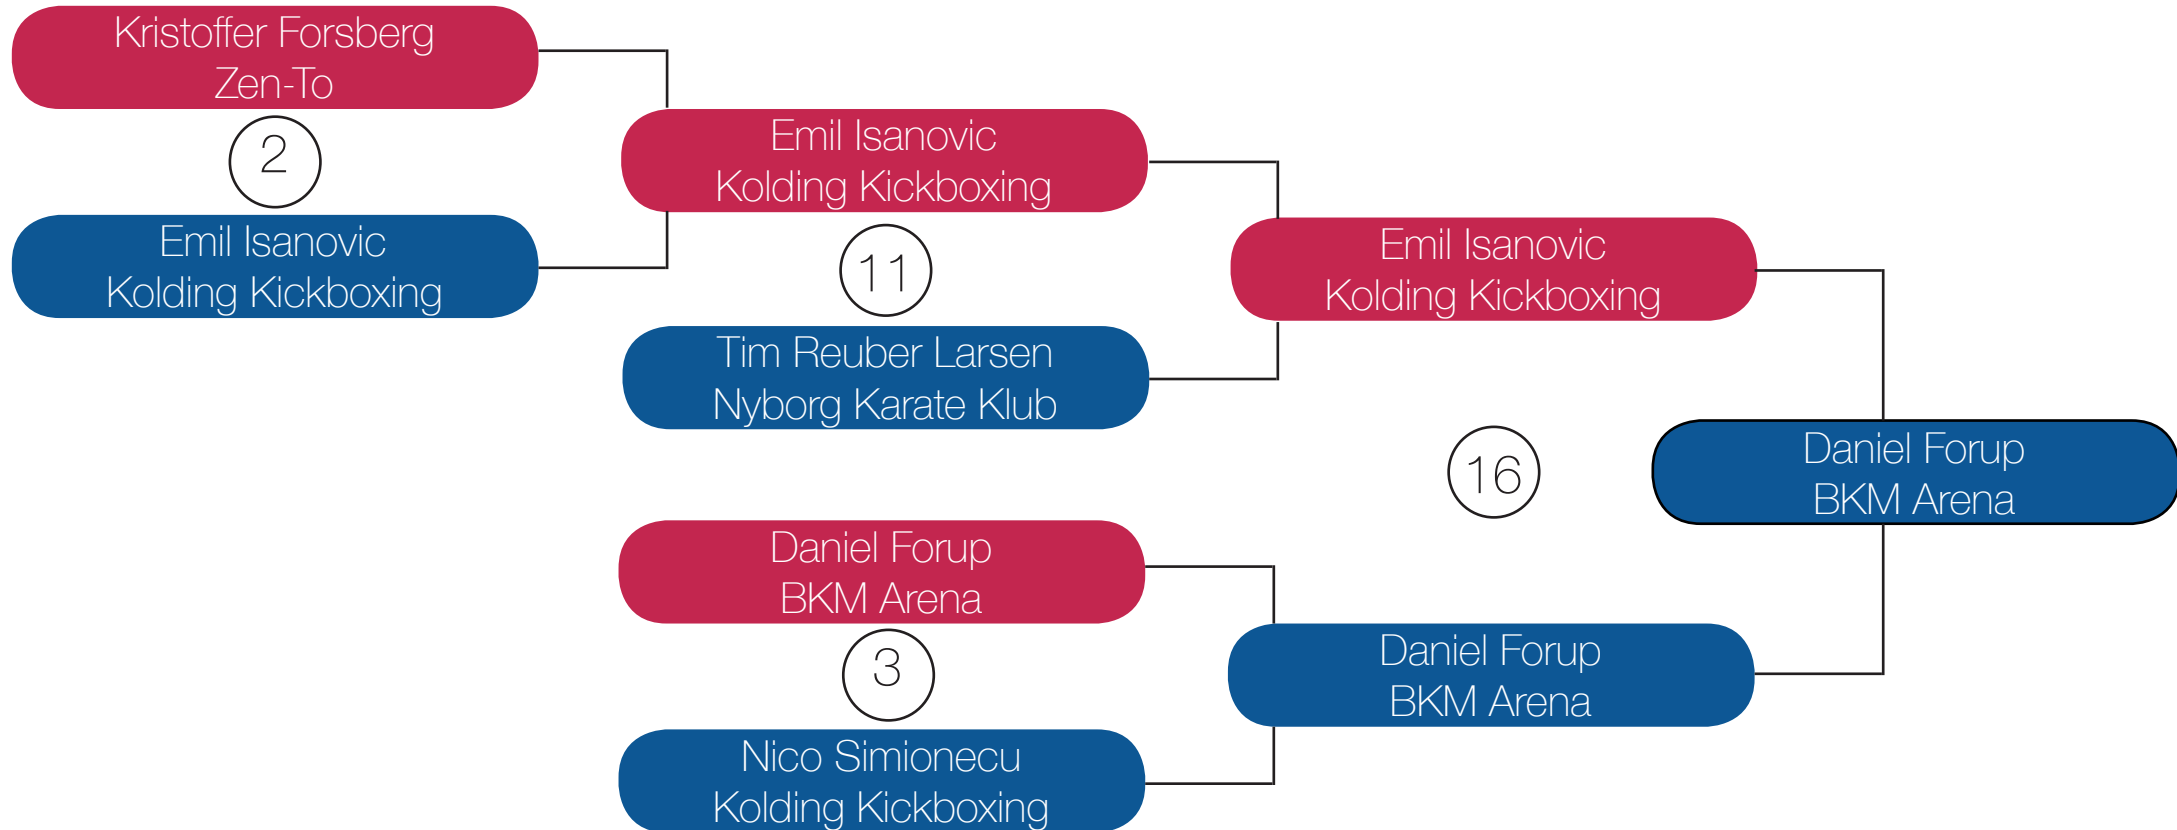 Kristoffer Forsberg
Zen-To
2
Emil Isanovic
Kolding Kickboxing
Emil Isanovic
Kolding Kickboxing
11
Tim Reuber Larsen
Nyborg Karate Klub
Daniel Forup
BKM Arena
3
Nico Simionecu
Kolding Kickboxing
Emil Isanovic
Kolding Kickboxing
16
Daniel Forup
BKM Arena
Daniel Forup
BKM Arena